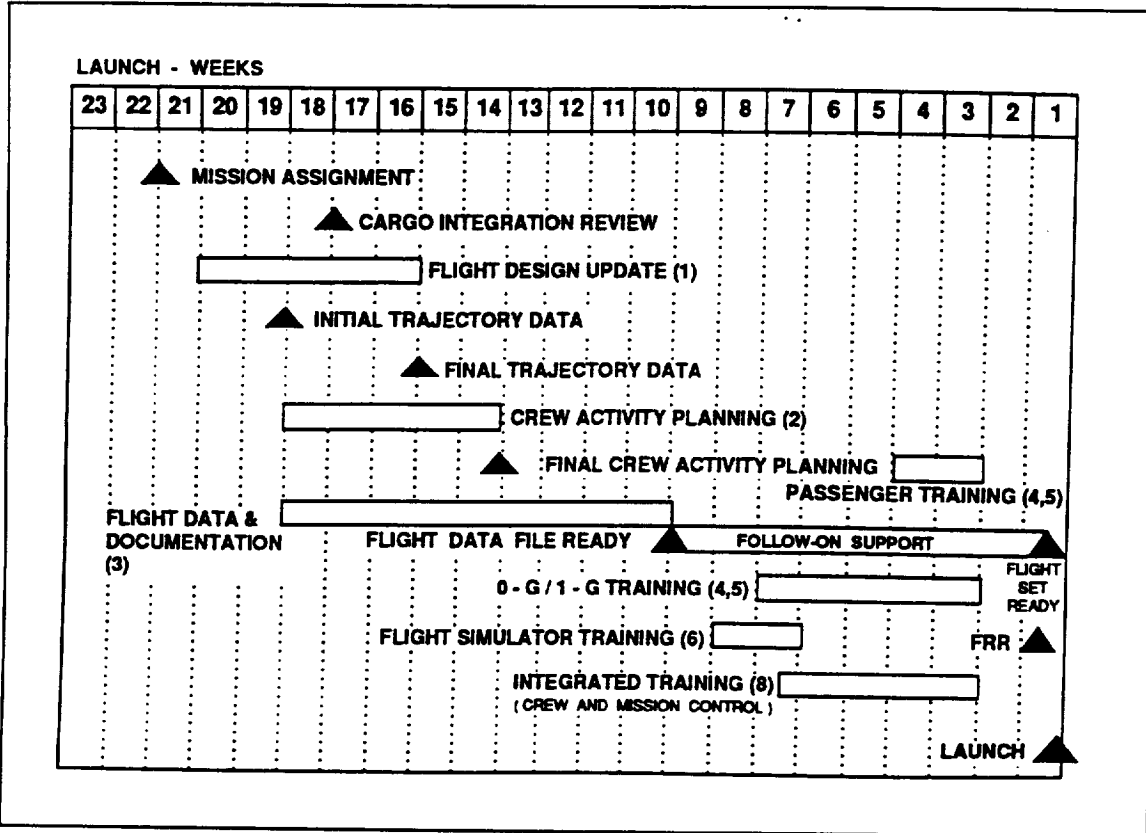 LAUNCH - WEEKS
23 22 21 20 19 18 17 16 15 14 13 12 11 10 9 8 7 6 5 4 3 2 1
MISSION ASSIGNMENT
CARGO INTEGRATION REVIEW
FLIGHT DESIGN UPDATE (1)
INITIAL TRAJECTORY DATA
FINAL TRAJECTORY DATA
CREW ACTIVITY PLANNING (2)
FINAL CREW ACTIVITY PLANNING
PASSENGER TRAINING (4,5)
FLIGHT DATA &
DOCUMENTATION
(3)
FLIGHT DATA FILE READY
FOLLOW-ON SUPPORT
FLIGHT
SET
READY
0 - G / 1 - G TRAINING (4,5)
FLIGHT SIMULATOR TRAINING (6)
FRR
INTEGRATED TRAINING (8)
( CREW AND MISSION CONTROL )
LAUNCH